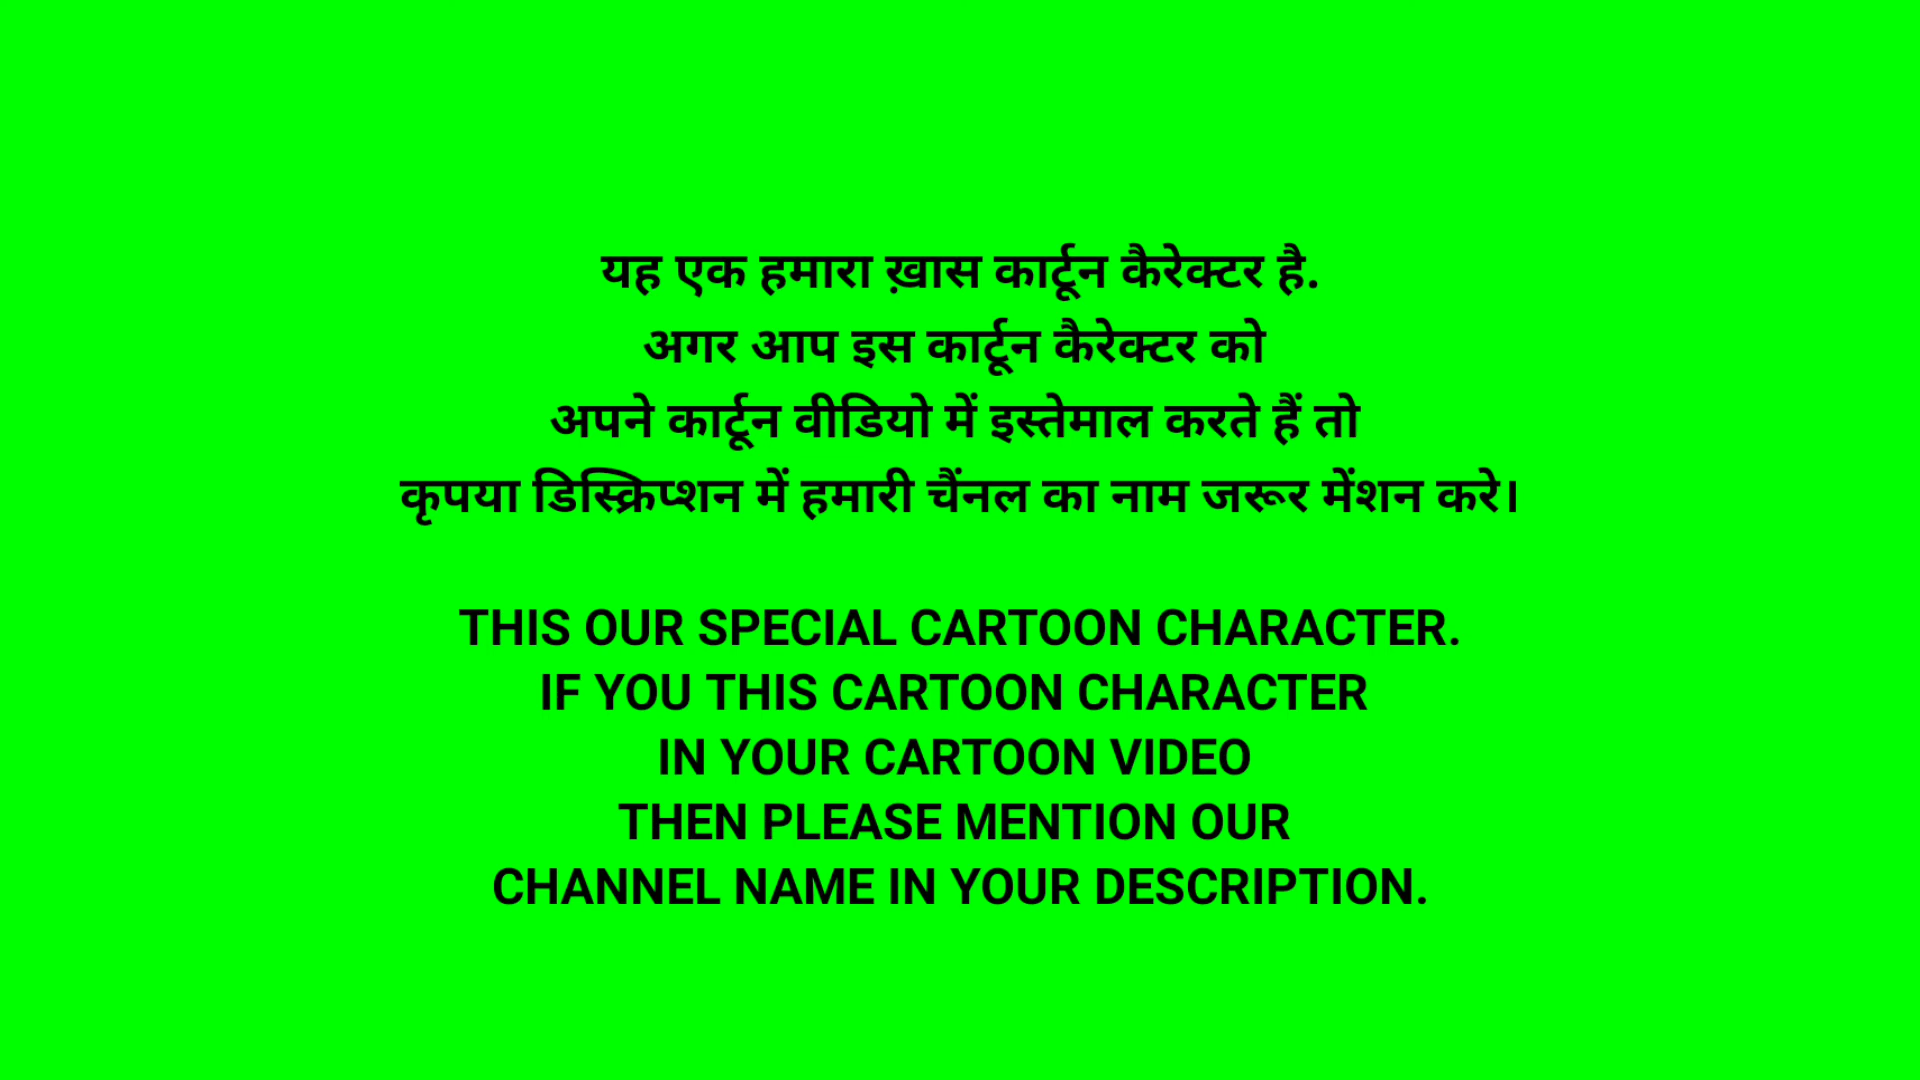 यह एक हमारा ख़ास कार्टून कैरेक्टर है.
अगर आप इस कार्टून कैरेक्टर को
अपने कार्टून वीडियो में इस्तेमाल करते हैं तो
कृपया डिस्क्रिप्शन में हमारी चैंनल का नाम जरूर मेंशन करे।
THIS OUR SPECIAL CARTOON CHARACTER.
IF YOU THIS CARTOON CHARACTER
IN YOUR CARTOON VIDEO
THEN PLEASE MENTION OUR
CHANNEL NAME IN YOUR DESCRIPTION.